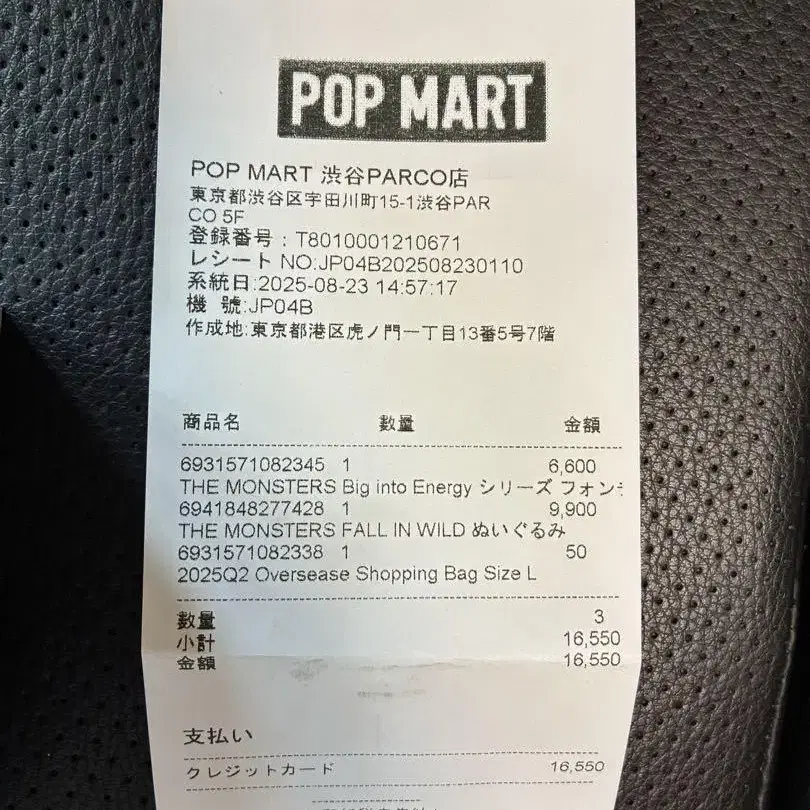 POP MART
POP MART 渋谷PARCO店
東京都渋谷区宇田川町15-1渋谷PAR
CO 5F
登録番号：T8010001210671
レシート NO:JP04B202508230110
系統日:2025-08-23 14:57:17
機 號:JP04B
作成地:東京都港区虎ノ門一丁目13番5号7階
商品名 数量 金額
6931571082345 1 6,600
THE MONSTERS Big into Energy シリーズ フォン
6941848277428 1 9,900
THE MONSTERS FALL IN WILD ぬいぐるみ
6931571082338 1 50
2025Q2 Oversease Shopping Bag Size L
数量 3
小計 16,550
金額 16,550
支払い
クレジットカード 16,550